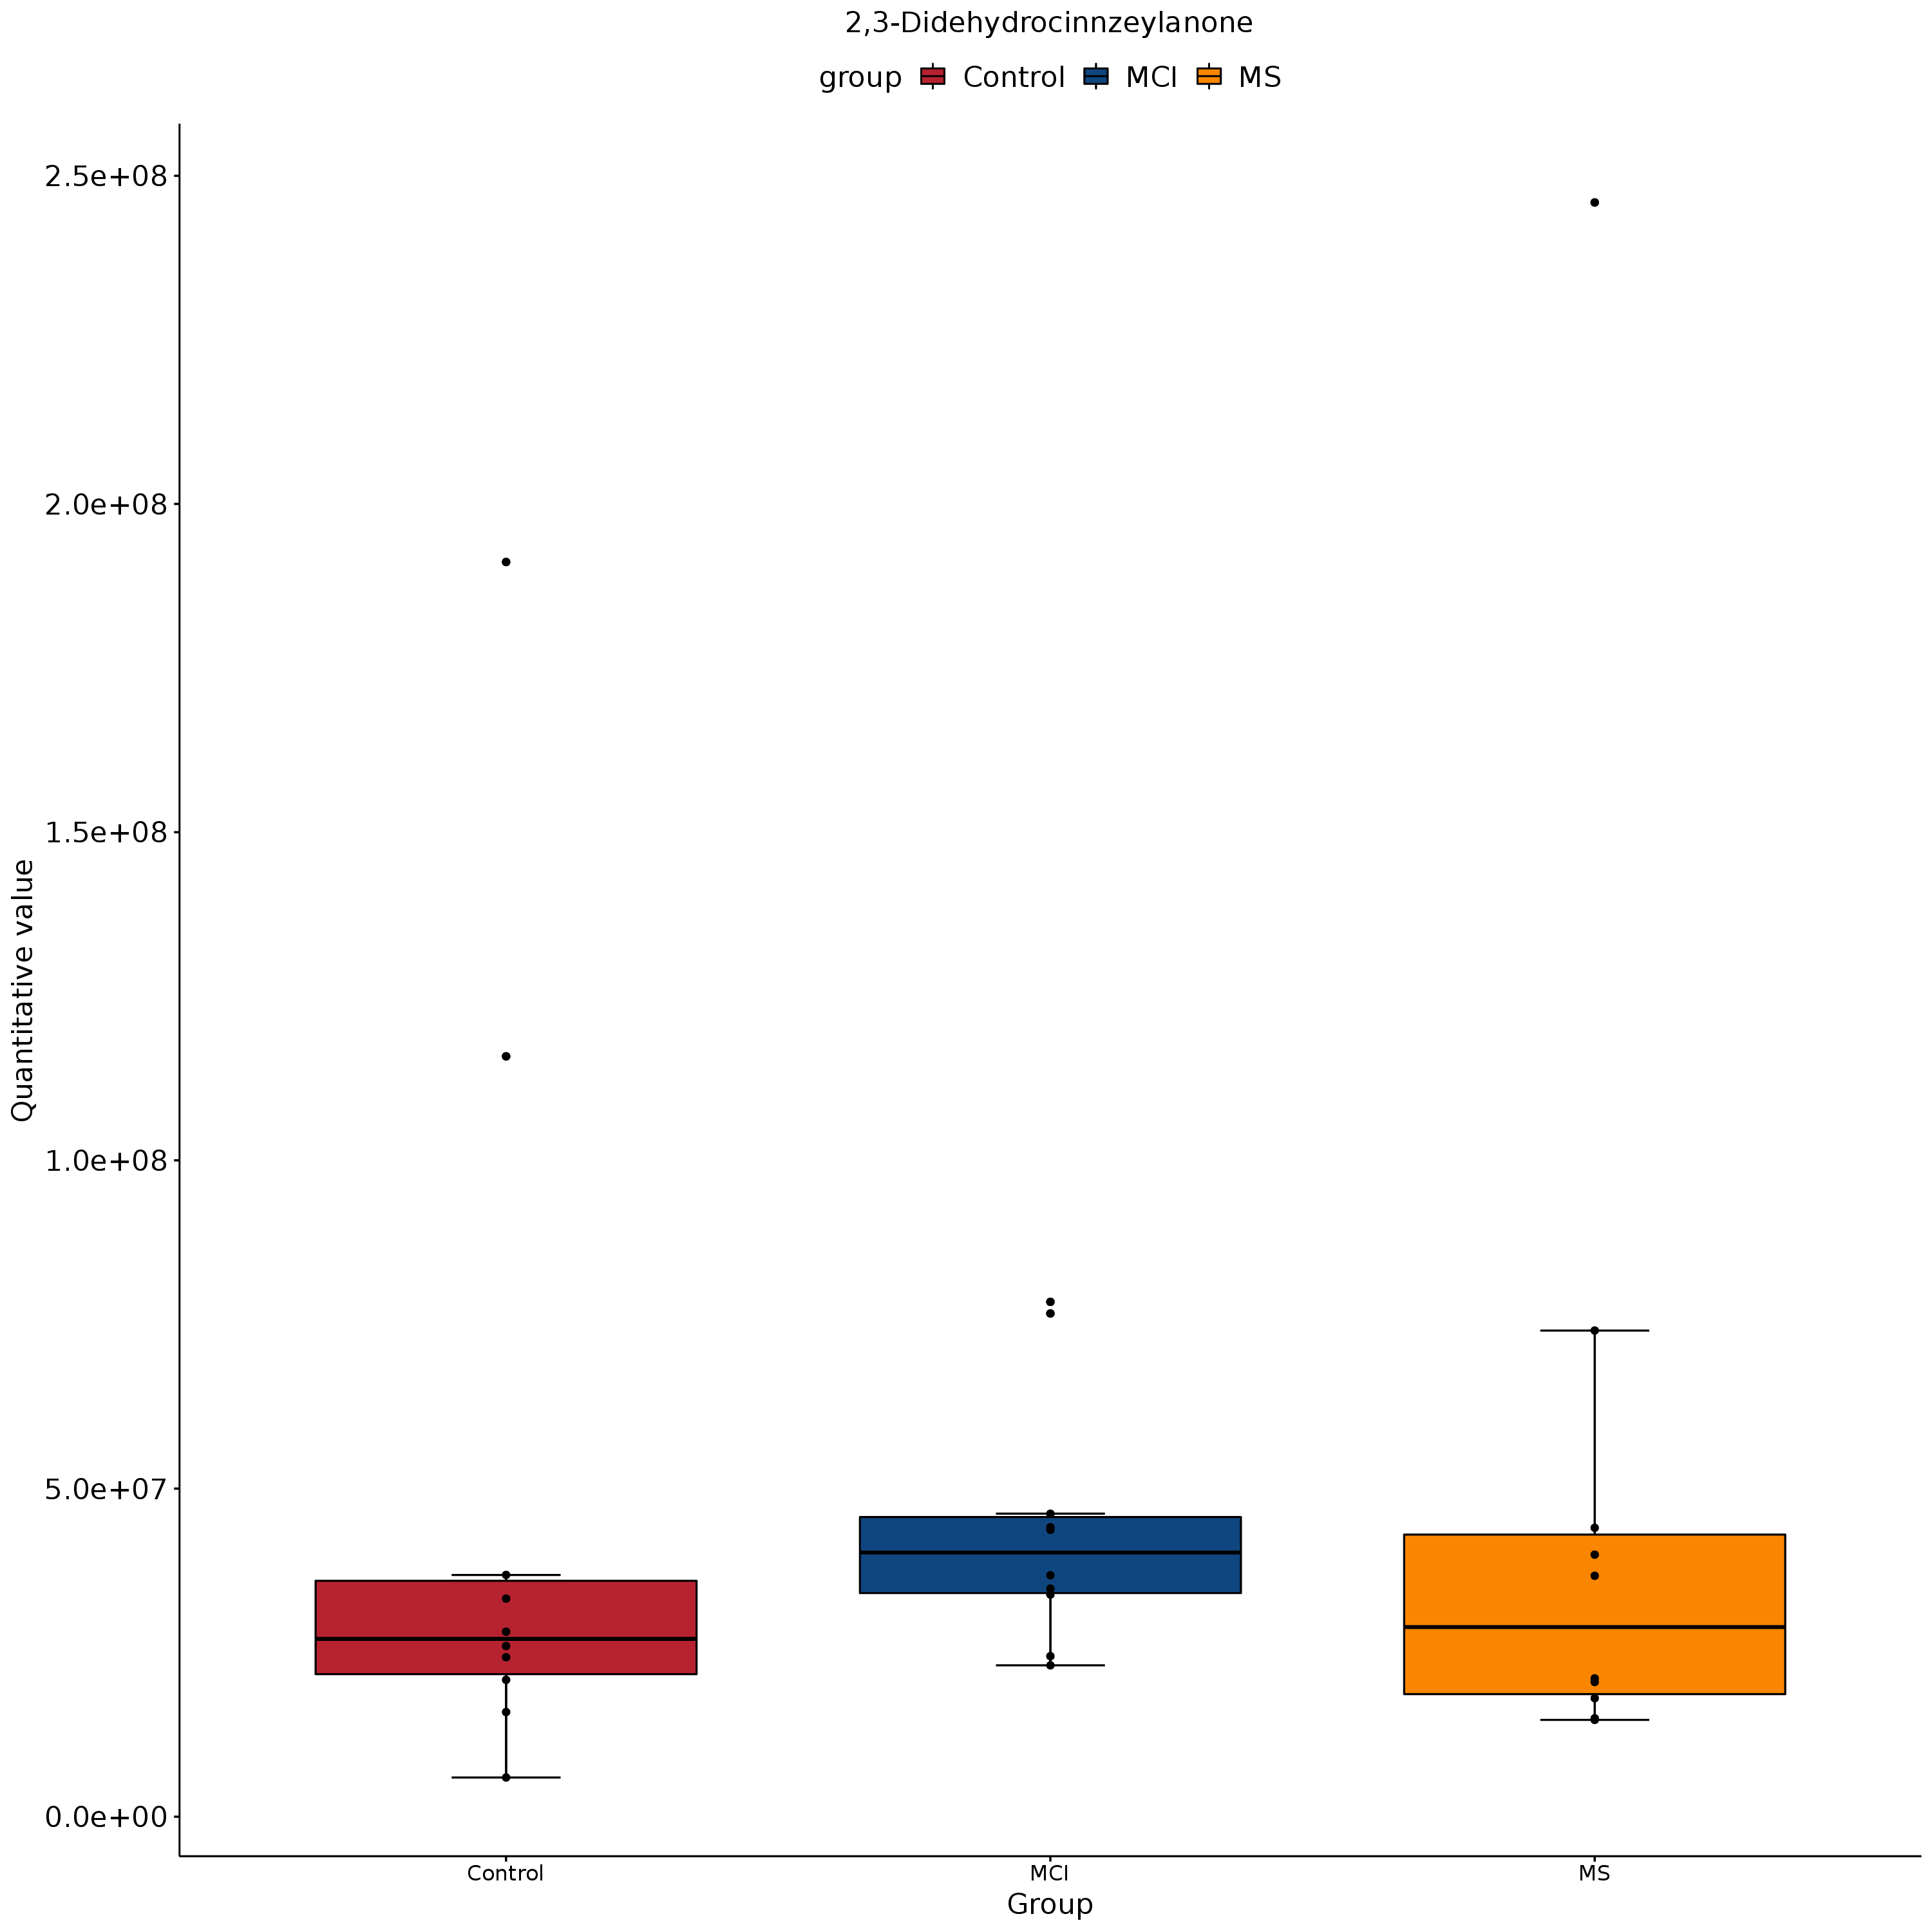 2,3-Didehydrocinnzeylanone
group Control MCI MS
2.5e+08
2.0e+08
1.5e+08
1.0e+08
5.0e+07
0.0e+00
Quantitative value
Control MCI MS
Group